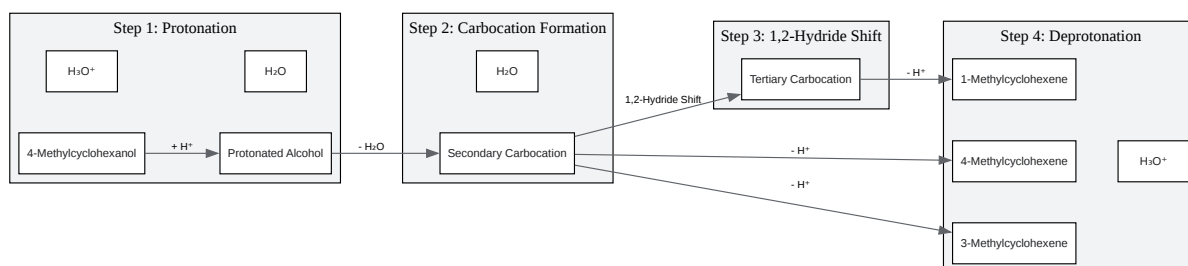 Step 1: Protonation
H₃O⁺
H₂O
4-Methylcyclohexanol
+ H⁺
Protonated Alcohol
- H₂O
Step 2: Carbocation Formation
H₂O
Secondary Carbocation
1,2-Hydride Shift
- H⁺
- H⁺
Step 3: 1,2-Hydride Shift
Tertiary Carbocation
- H⁺
Step 4: Deprotonation
1-Methylcyclohexene
4-Methylcyclohexene
H₃O⁺
3-Methylcyclohexene